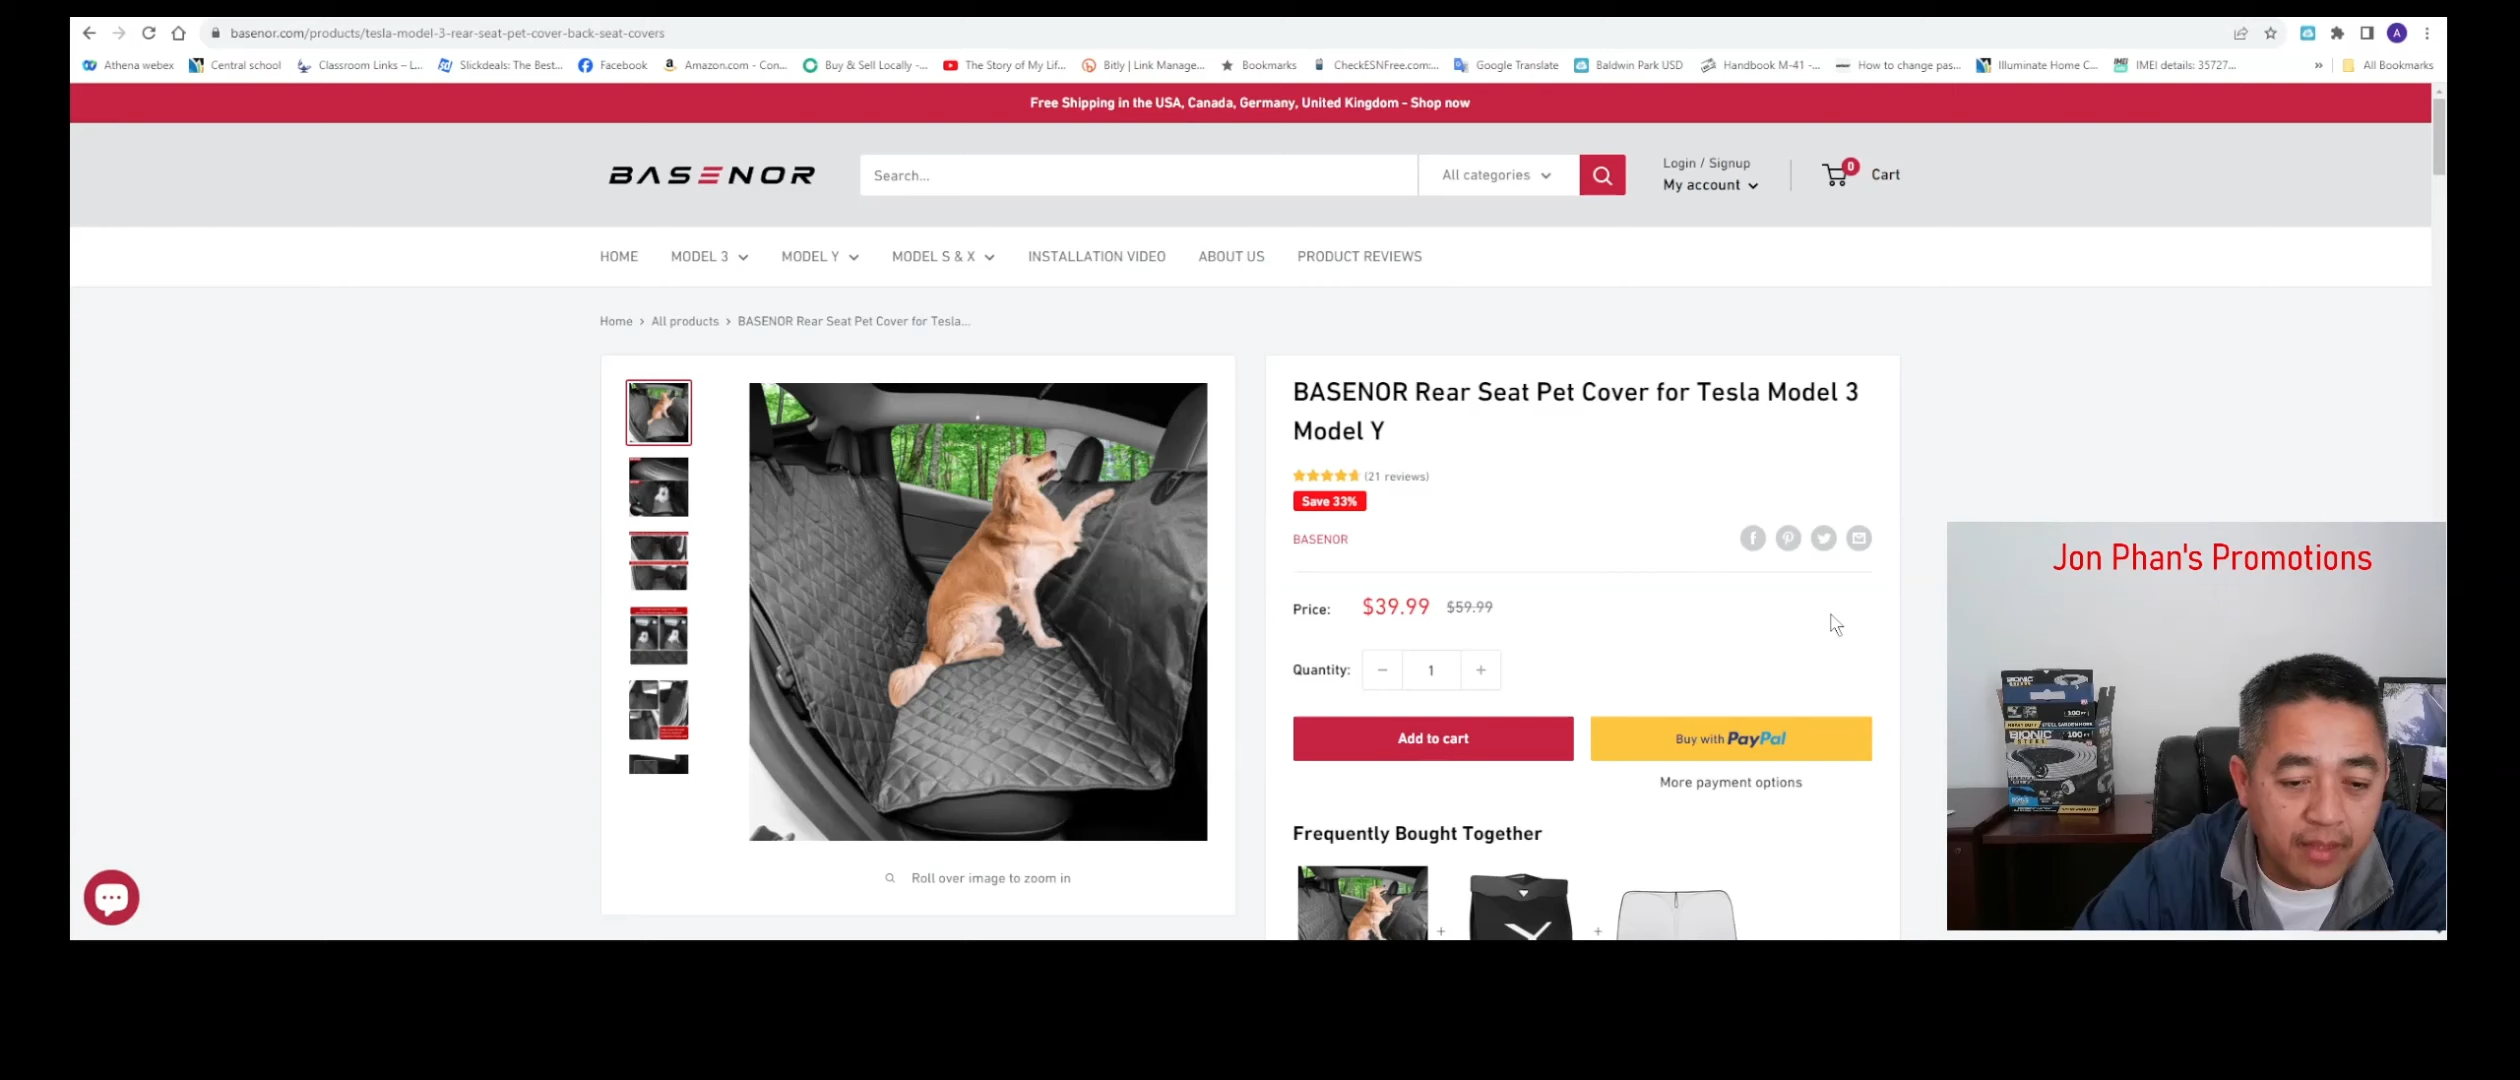 basenor.com/products/tesla-model-3-rear-seat-pet-cover-back-seat-covers
A
Athena webex
Central school
Classroom Links – L...
Slickdeals: The Best...
Facebook
Amazon.com - Con...
Buy & Sell Locally -...
The Story of My Lif...
Bitly | Link Manage...
Bookmarks
CheckESNFree.com:...
Google Translate
Baldwin Park USD
Handbook M-41 -...
How to change pas...
Illuminate Home C...
IMEI details: 35727...
»
All Bookmarks
Free Shipping in the USA, Canada, Germany, United Kingdom - Shop now
BASENOR
Search...
All categories
Login / Signup
My account
0
Cart
HOME
MODEL 3
MODEL Y
MODEL S & X
INSTALLATION VIDEO
ABOUT US
PRODUCT REVIEWS
Home › All products › BASENOR Rear Seat Pet Cover for Tesla...
BASENOR Rear Seat Pet Cover for Tesla Model 3
Model Y
(21 reviews)
Save 33%
BASENOR
Price: $39.99 $59.99
Quantity: − 1 +
Add to cart
Buy with PayPal
More payment options
Frequently Bought Together
+
+
Roll over image to zoom in
Jon Phan's Promotions
BIONIC
100 FT
BIONIC
100